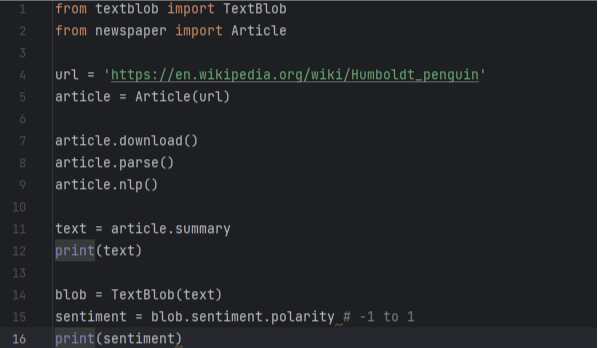 1 from textblob import TextBlob
2 from newspaper import Article
3
4 url = 'https://en.wikipedia.org/wiki/Humboldt_penguin'
5 article = Article(url)
6
7 article.download()
8 article.parse()
9 article.nlp()
10
11 text = article.summary
12 print(text)
13
14 blob = TextBlob(text)
15 sentiment = blob.sentiment.polarity # -1 to 1
16 print(sentiment)